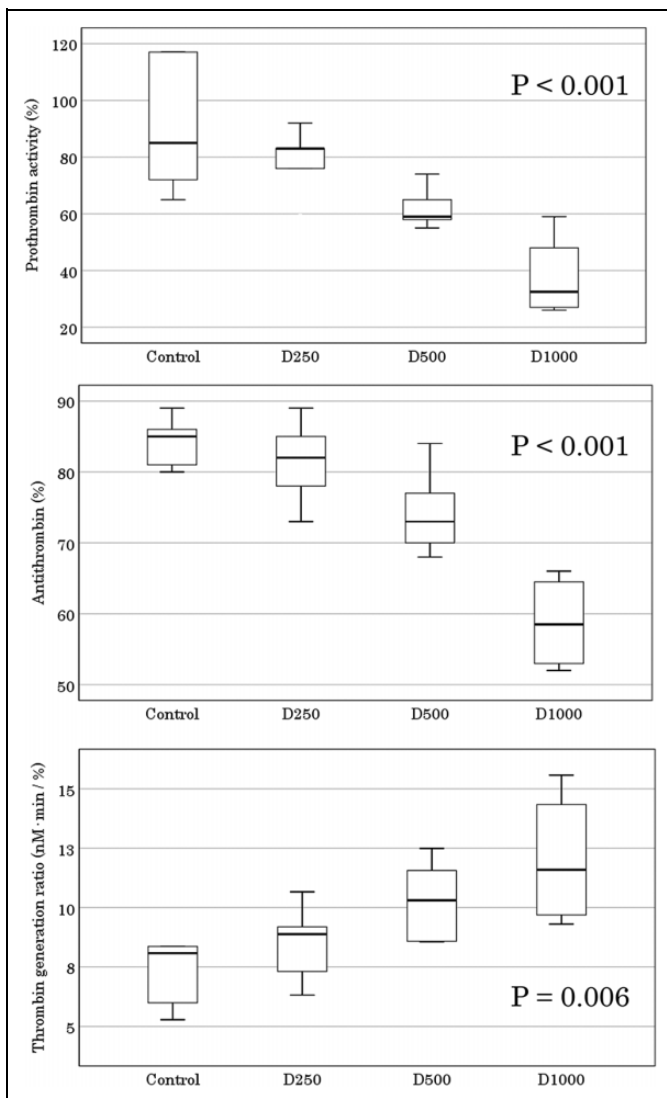 Prothrombin activity (%)
120
100
80
60
40
20
P < 0.001
Control D250 D500 D1000
Antithrombin (%)
90
80
70
60
50
P < 0.001
Control D250 D500 D1000
Thrombin generation ratio (nM·min / %)
15
13
10
8
5
P = 0.006
Control D250 D500 D1000